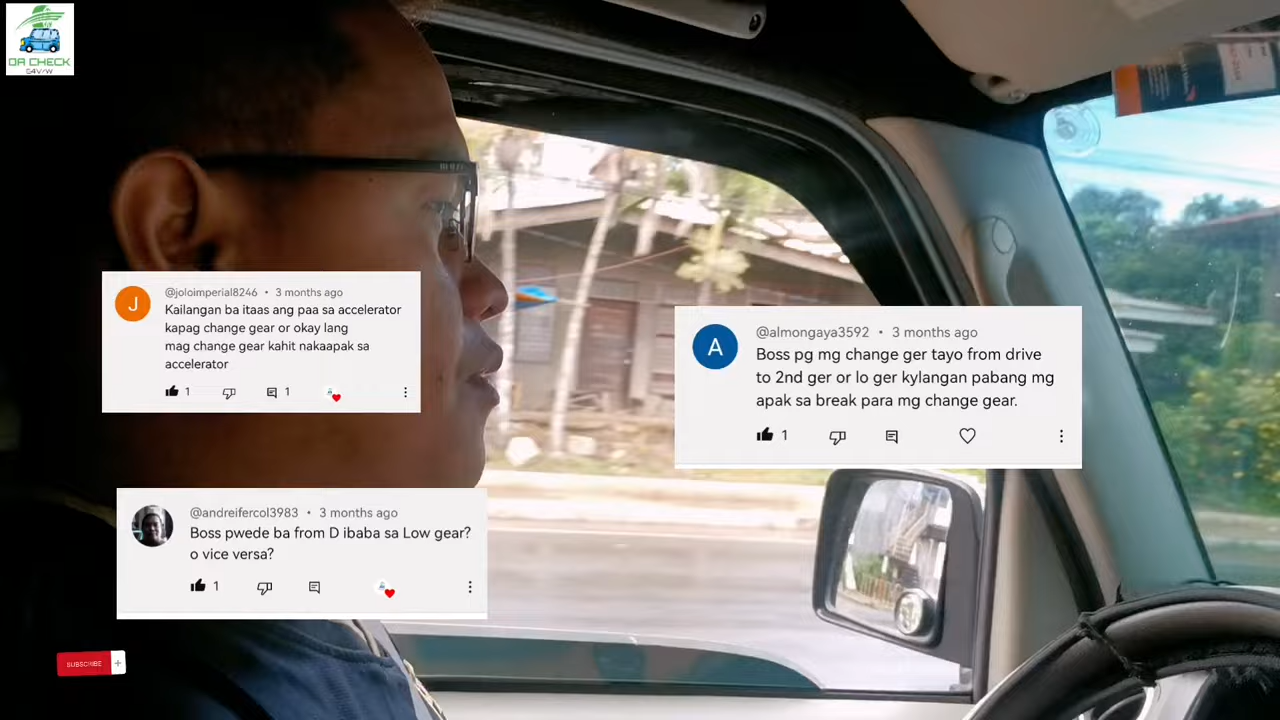 DR CHECK
S4V/W
@joloimperial8246 • 3 months ago
Kailangan ba itaas ang paa sa accelerator
kapag change gear or okay lang
mag change gear kahit nakaapak sa
accelerator
1
1
@almongaya3592 • 3 months ago
Boss pg mg change ger tayo from drive
to 2nd ger or lo ger kylangan pabang mg
apak sa break para mg change gear.
1
@andreifercol3983 • 3 months ago
Boss pwede ba from D ibaba sa Low gear?
o vice versa?
1
SUBSCRIBE